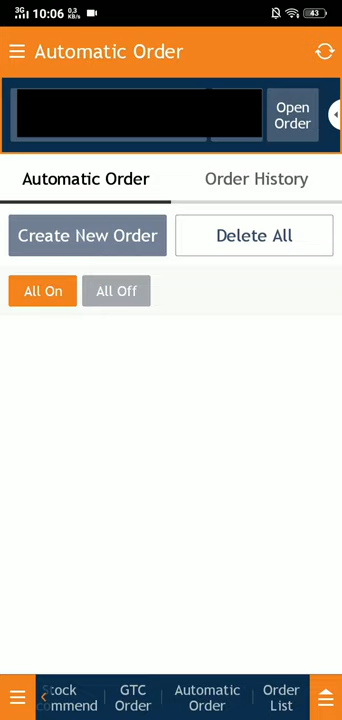 3G 10:06 0,3 KB/s 43
Automatic Order
Open
Order
Automatic Order Order History
Create New Order Delete All
All On All Off
Stock GTC Automatic Order
mmend Order Order List